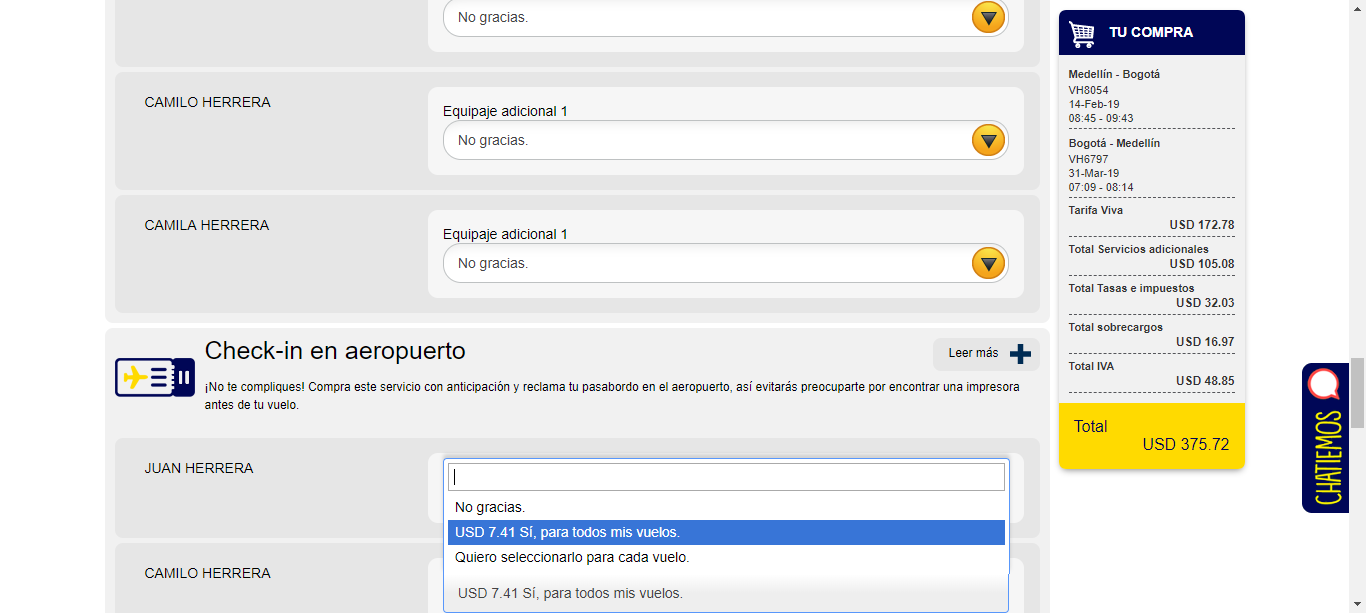 No gracias.
CAMILO HERRERA
Equipaje adicional 1
No gracias.
CAMILA HERRERA
Equipaje adicional 1
No gracias.
Check-in en aeropuerto
Leer más
¡No te compliques! Compra este servicio con anticipación y reclama tu pasabordo en el aeropuerto, así evitarás preocuparte por encontrar una impresora
antes de tu vuelo.
JUAN HERRERA
No gracias.
USD 7.41 Sí, para todos mis vuelos.
Quiero seleccionarlo para cada vuelo.
CAMILO HERRERA
USD 7.41 Sí, para todos mis vuelos.
TU COMPRA
Medellín - Bogotá
VH8054
14-Feb-19
08:45 - 09:43
Bogotá - Medellín
VH6797
31-Mar-19
07:09 - 08:14
Tarifa Viva
USD 172.78
Total Servicios adicionales
USD 105.08
Total Tasas e impuestos
USD 32.03
Total sobrecargos
USD 16.97
Total IVA
USD 48.85
Total
USD 375.72
CHATIEMOS